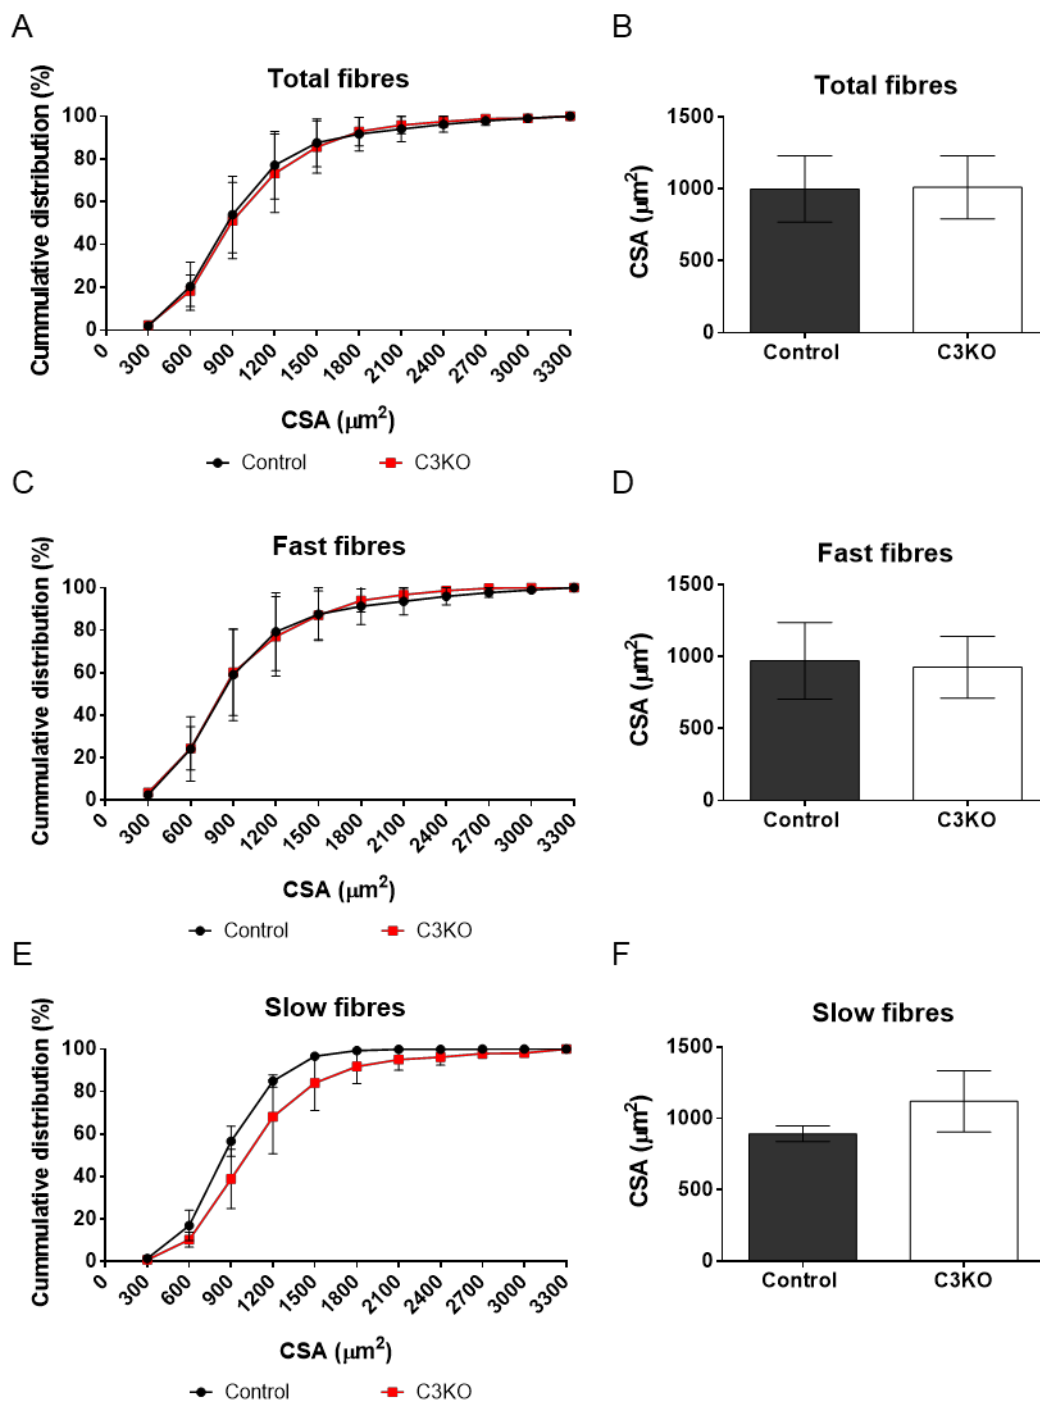 A
Total fibres
Cummulative distribution (%)
100
80
60
40
20
0
0 300 600 900 1200 1500 1800 2100 2400 2700 3000 3300
CSA (μm²)
Control C3KO
B
Total fibres
CSA (μm²)
1500
1000
500
0
Control C3KO
C
Fast fibres
Cummulative distribution (%)
100
80
60
40
20
0
0 300 600 900 1200 1500 1800 2100 2400 2700 3000 3300
CSA (μm²)
Control C3KO
D
Fast fibres
CSA (μm²)
1500
1000
500
0
Control C3KO
E
Slow fibres
Cummulative distribution (%)
100
80
60
40
20
0
0 300 600 900 1200 1500 1800 2100 2400 2700 3000 3300
CSA (μm²)
Control C3KO
F
Slow fibres
CSA (μm²)
1500
1000
500
0
Control C3KO